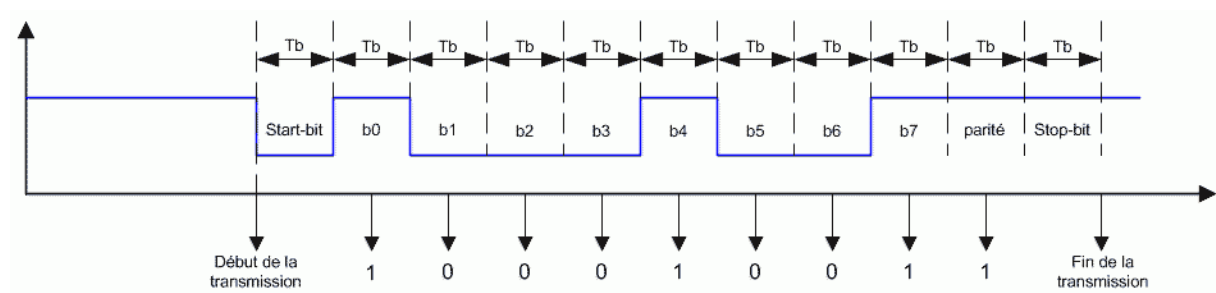 Tb Tb Tb Tb Tb Tb Tb Tb Tb Tb Tb
Start-bit b0 b1 b2 b3 b4 b5 b6 b7 parité Stop-bit
Début de la
transmission
1 0 0 0 1 0 0 1 1
Fin de la
transmission